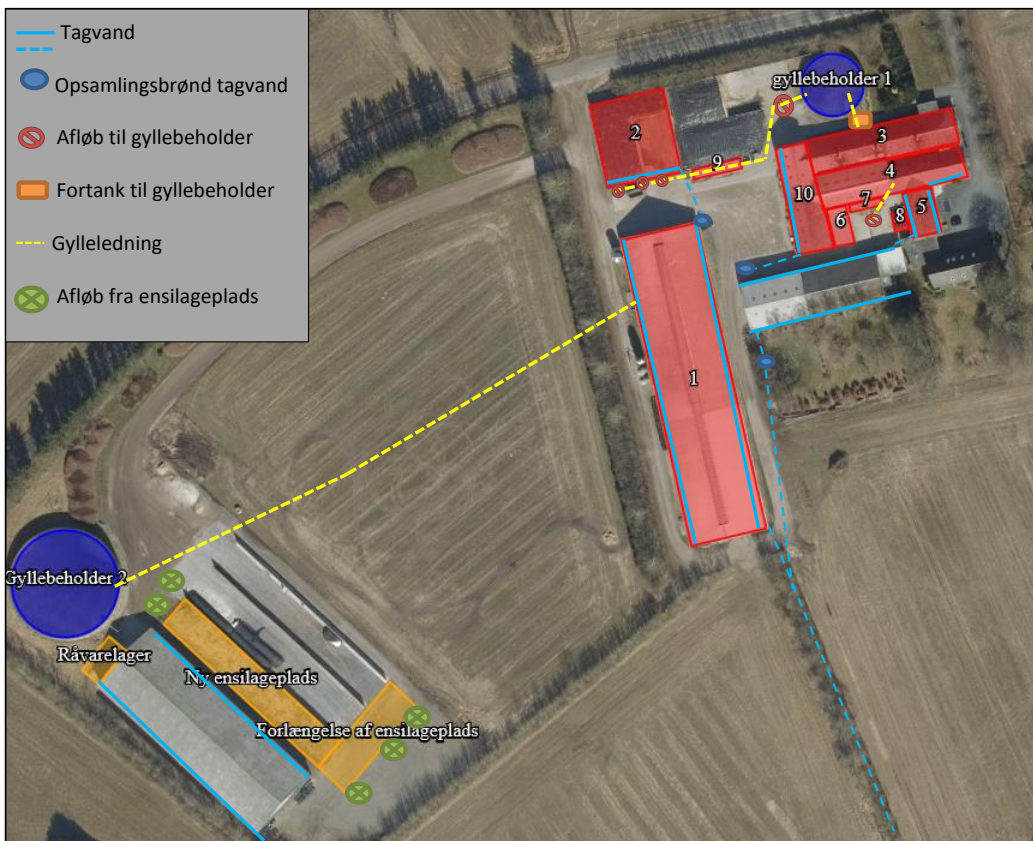 Tagvand
Opsamlingsbrønd tagvand
Afløb til gyllebeholder
Fortank til gyllebeholder
Gylleledning
Afløb fra ensilageplads
gyllebeholder 1
2
3
9
4
10
7
6
8
5
1
Gyllebeholder 2
Råvarelager
Ny ensilageplads
Forlængelse af ensilageplads